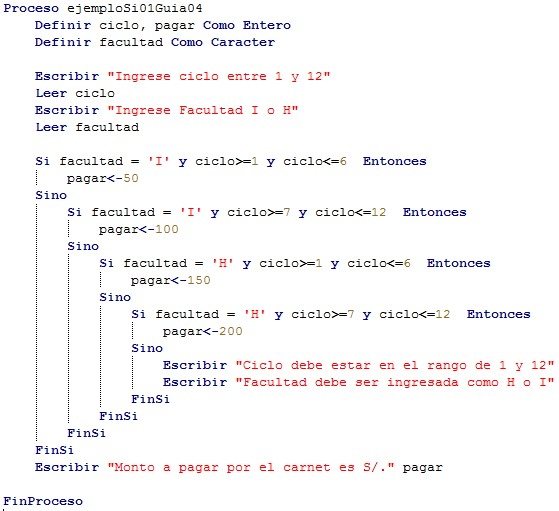 Proceso ejemploSi01Guia04
Definir ciclo, pagar Como Entero
Definir facultad Como Caracter
Escribir "Ingrese ciclo entre 1 y 12"
Leer ciclo
Escribir "Ingrese Facultad I o H"
Leer facultad
Si facultad = 'I' y ciclo>=1 y ciclo<=6 Entonces
pagar<-50
Sino
Si facultad = 'I' y ciclo>=7 y ciclo<=12 Entonces
pagar<-100
Sino
Si facultad = 'H' y ciclo>=1 y ciclo<=6 Entonces
pagar<-150
Sino
Si facultad = 'H' y ciclo>=7 y ciclo<=12 Entonces
pagar<-200
Sino
Escribir "Ciclo debe estar en el rango de 1 y 12"
Escribir "Facultad debe ser ingresada como H o I"
FinSi
FinSi
FinSi
FinSi
Escribir "Monto a pagar por el carnet es S/." pagar
FinProceso